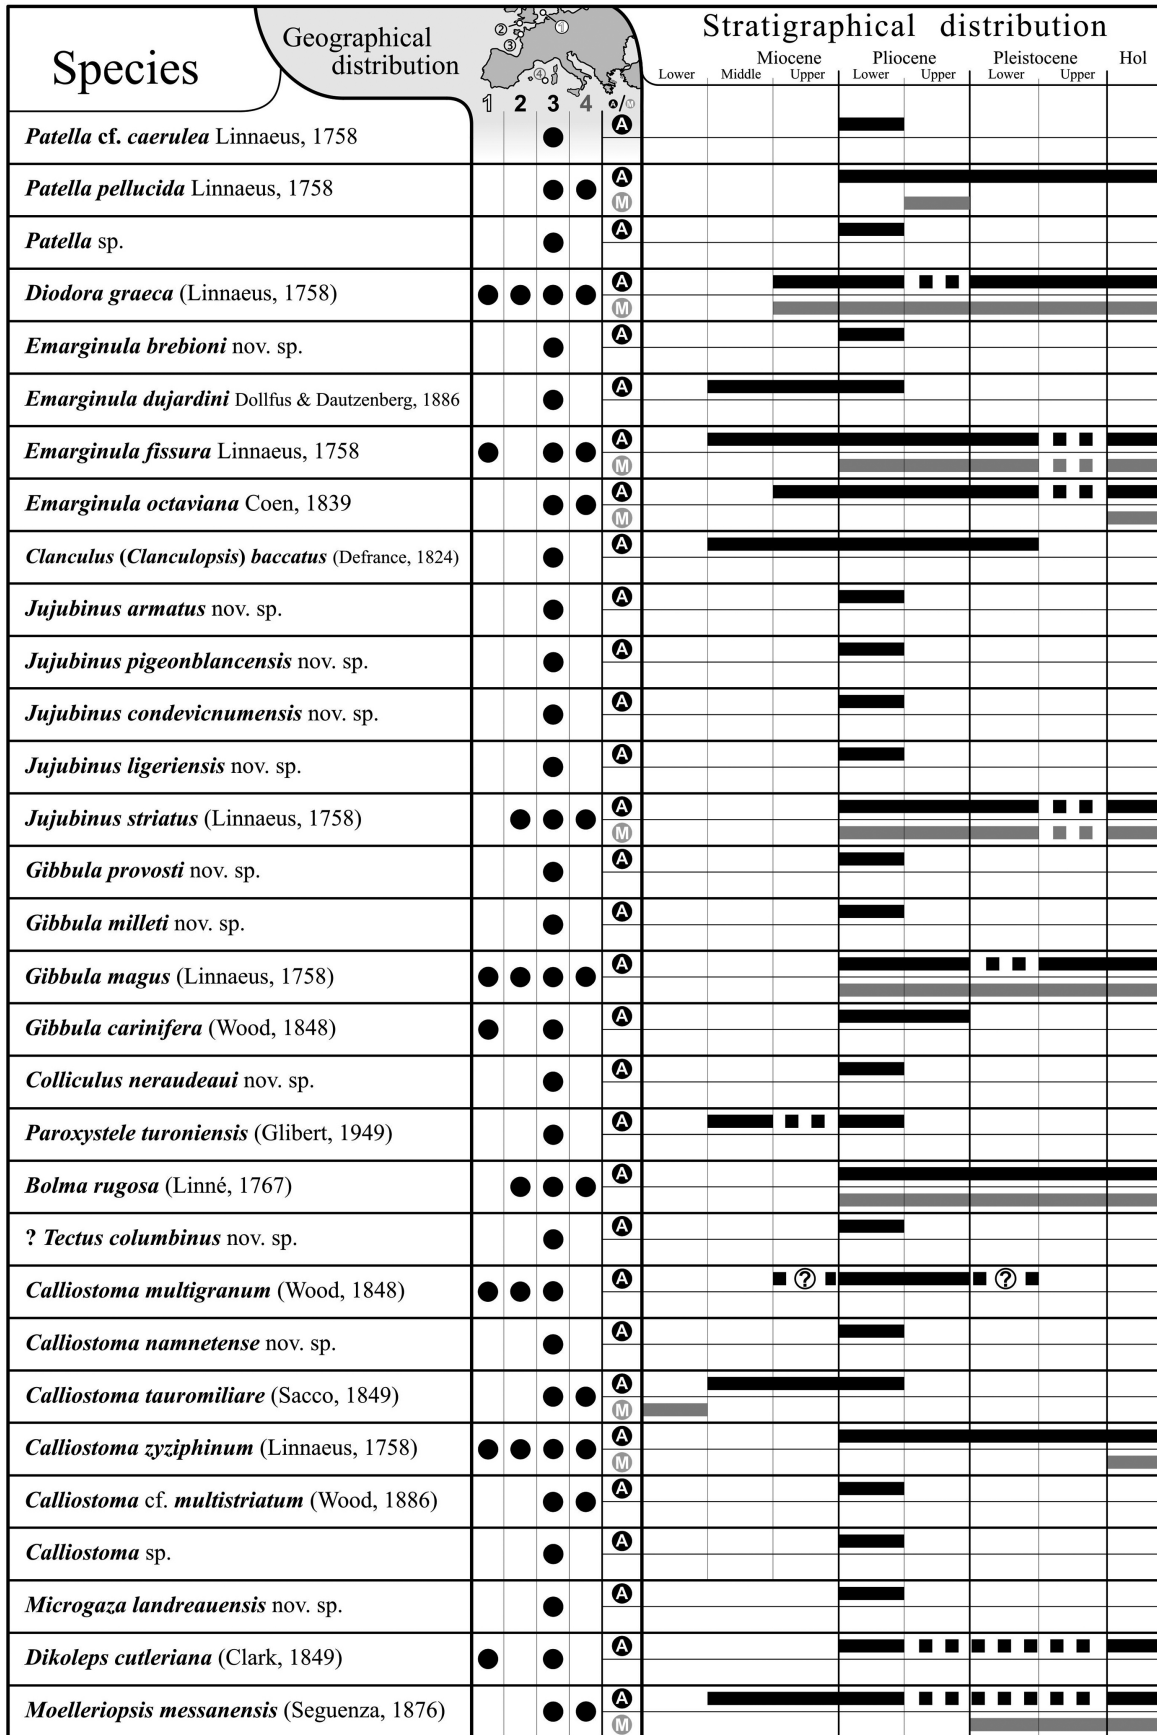 Species
Geographical
distribution
② ① ③ ④
1 2 3 4 A/M
Stratigraphical distribution
Miocene Pliocene Pleistocene Hol
Lower Middle Upper Lower Upper Lower Upper
Patella cf. caerulea Linnaeus, 1758 A
Patella pellucida Linnaeus, 1758 A
M
Patella sp. A
Diodora graeca (Linnaeus, 1758) A
M
Emarginula brebioni nov. sp. A
Emarginula dujardini Dollfus & Dautzenberg, 1886 A
Emarginula fissura Linnaeus, 1758 A
M
Emarginula octaviana Coen, 1839 A
M
Clanculus (Clanculopsis) baccatus (Defrance, 1824) A
Jujubinus armatus nov. sp. A
Jujubinus pigeonblancensis nov. sp. A
Jujubinus condevicnumensis nov. sp. A
Jujubinus ligeriensis nov. sp. A
Jujubinus striatus (Linnaeus, 1758) A
M
Gibbula provosti nov. sp. A
Gibbula milleti nov. sp. A
Gibbula magus (Linnaeus, 1758) A
Gibbula carinifera (Wood, 1848) A
Colliculus neraudeaui nov. sp. A
Paroxystele turoniensis (Glibert, 1949) A
Bolma rugosa (Linné, 1767) A
? Tectus columbinus nov. sp. A
Calliostoma multigranum (Wood, 1848) A ? ?
Calliostoma namnetense nov. sp. A
Calliostoma tauromiliare (Sacco, 1849) A
M
Calliostoma zyziphinum (Linnaeus, 1758) A
M
Calliostoma cf. multistriatum (Wood, 1886) A
Calliostoma sp. A
Microgaza landreauensis nov. sp. A
Dikoleps cutleriana (Clark, 1849) A
Moelleriopsis messanensis (Seguenza, 1876) A
M